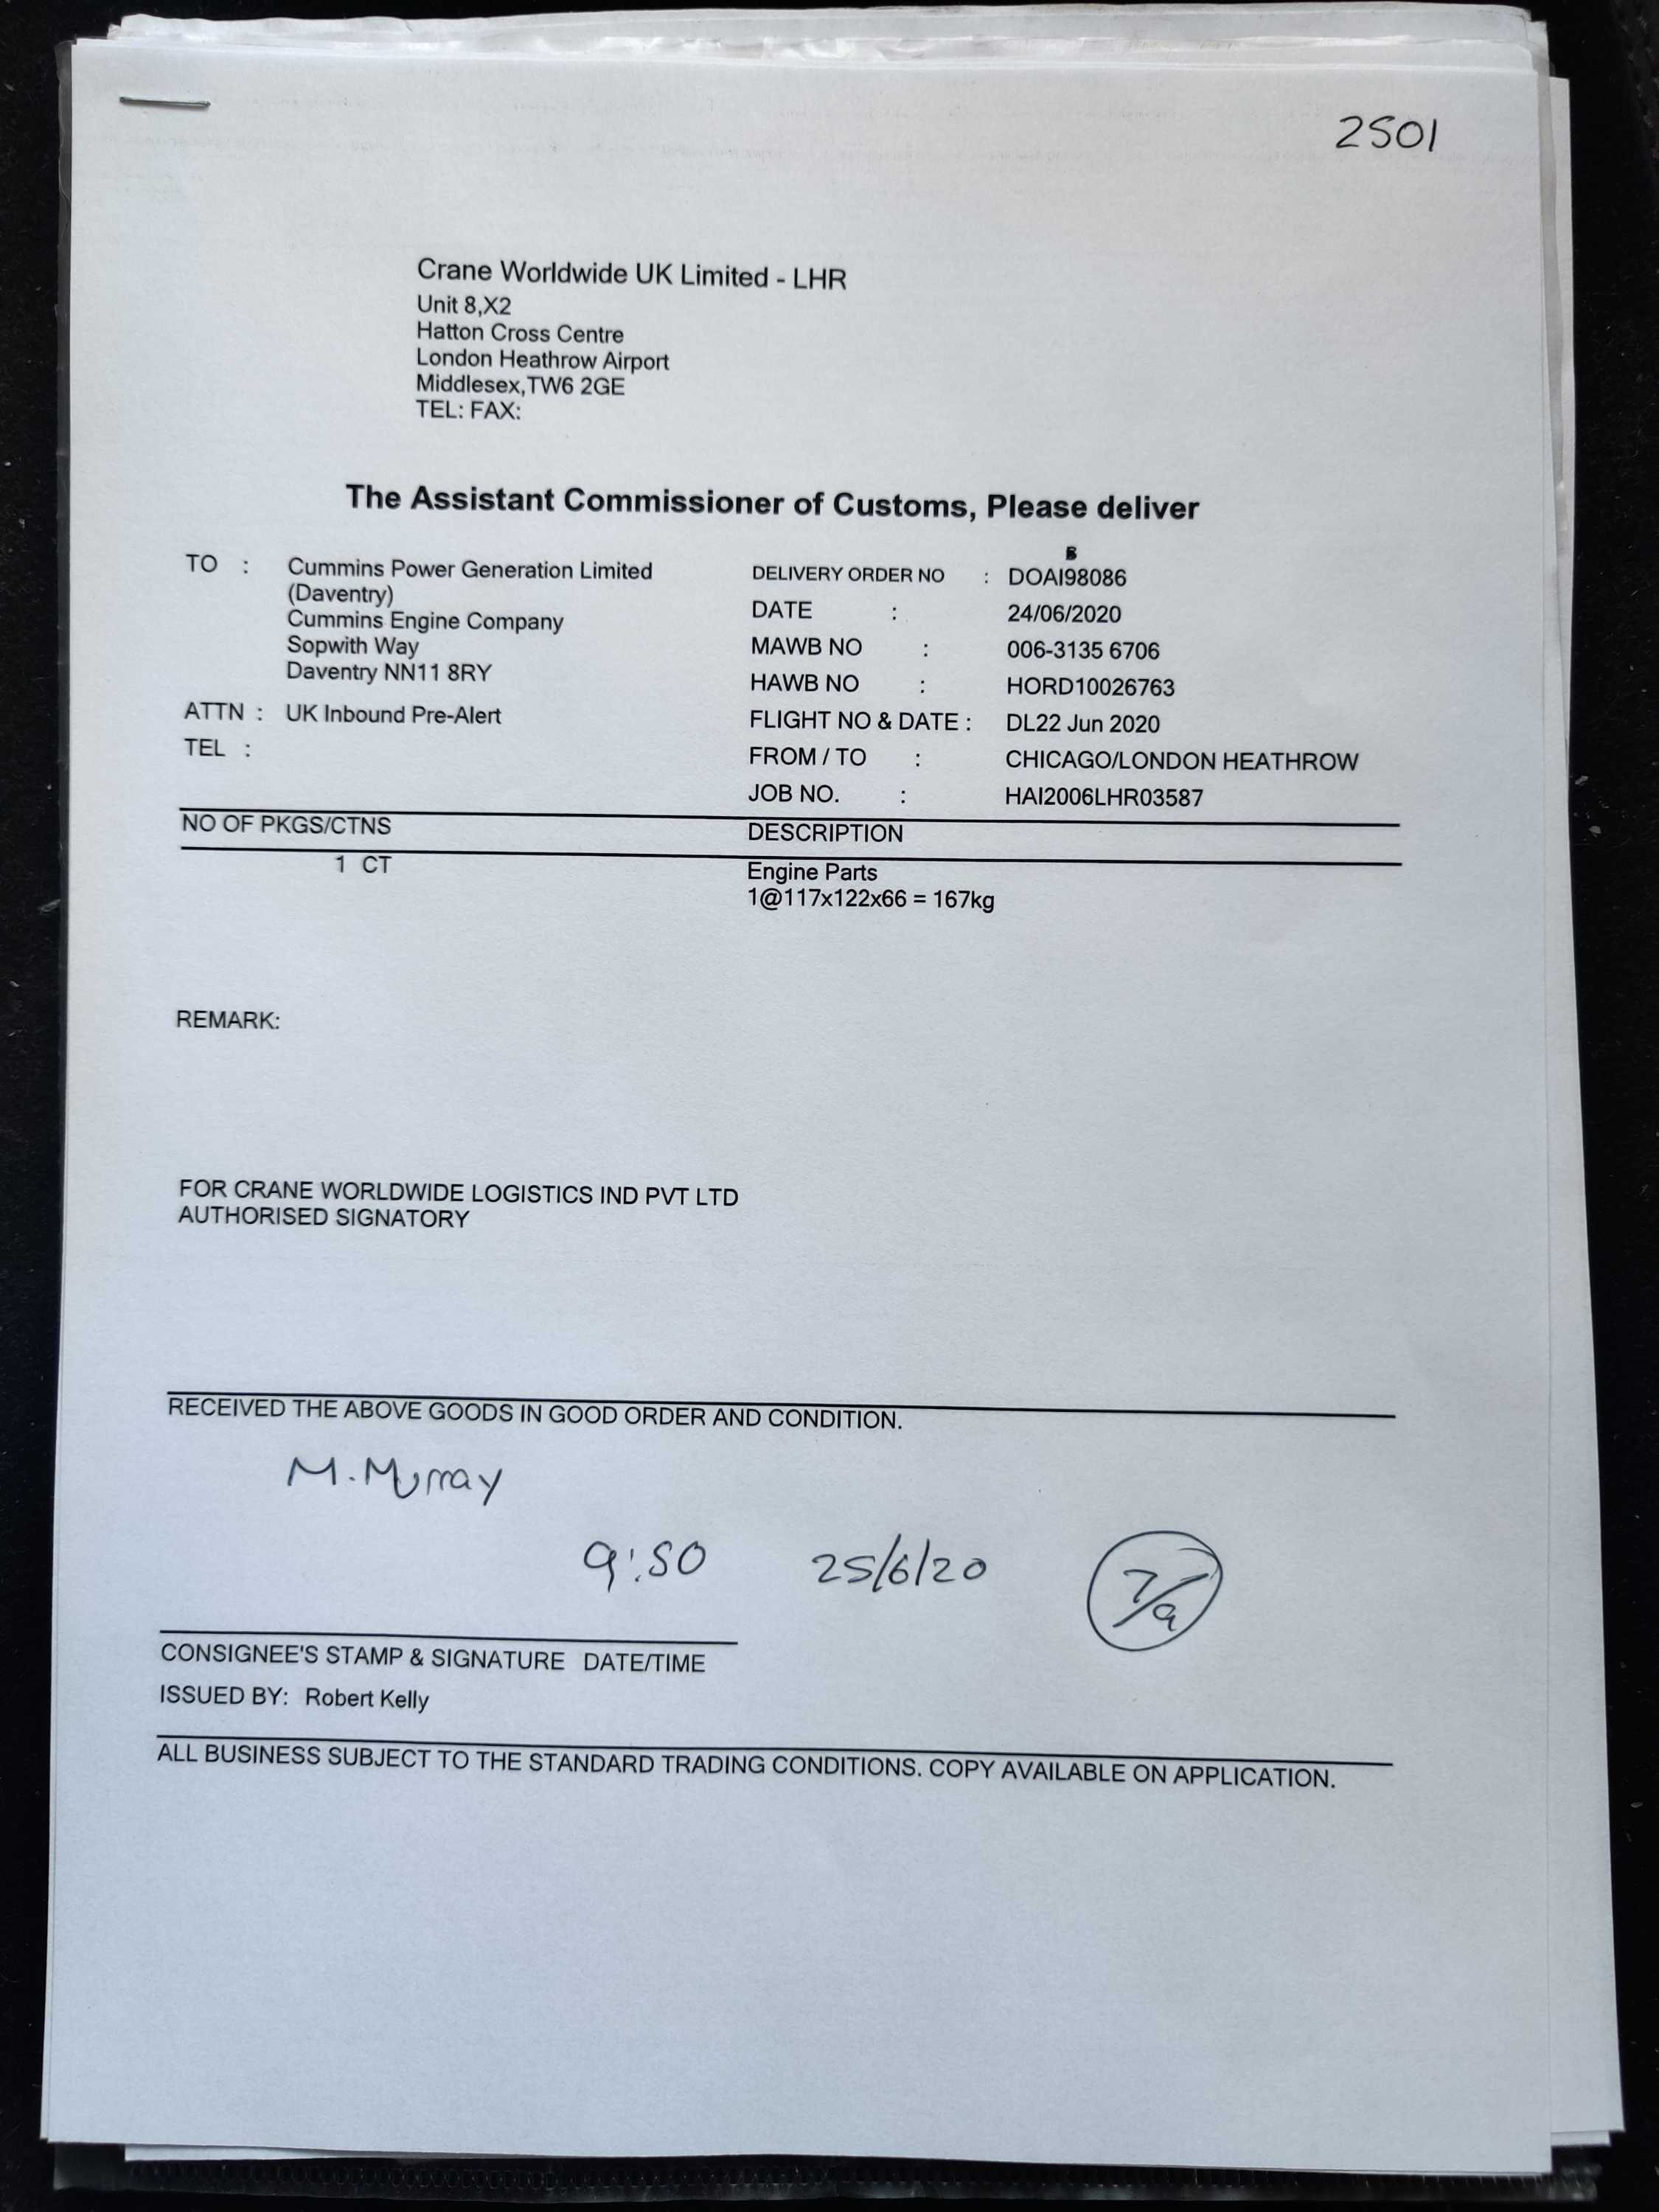 2501
Crane Worldwide UK Limited - LHR
Unit 8,X2
Hatton Cross Centre
London Heathrow Airport
Middlesex,TW6 2GE
TEL: FAX:
The Assistant Commissioner of Customs, Please deliver
TO : Cummins Power Generation Limited
(Daventry)
Cummins Engine Company
Sopwith Way
Daventry NN11 8RY
ATTN : UK Inbound Pre-Alert
TEL :
DELIVERY ORDER NO : DOAI98086
DATE : 24/06/2020
MAWB NO : 006-3135 6706
HAWB NO : HORD10026763
FLIGHT NO & DATE : DL22 Jun 2020
FROM / TO : CHICAGO/LONDON HEATHROW
JOB NO. : HAI2006LHR03587
NO OF PKGS/CTNS DESCRIPTION
1 CT Engine Parts
1@117x122x66 = 167kg
REMARK:
FOR CRANE WORLDWIDE LOGISTICS IND PVT LTD
AUTHORISED SIGNATORY
RECEIVED THE ABOVE GOODS IN GOOD ORDER AND CONDITION.
M. Murray
9:50 25/6/20 7/9
CONSIGNEE'S STAMP & SIGNATURE DATE/TIME
ISSUED BY: Robert Kelly
ALL BUSINESS SUBJECT TO THE STANDARD TRADING CONDITIONS. COPY AVAILABLE ON APPLICATION.